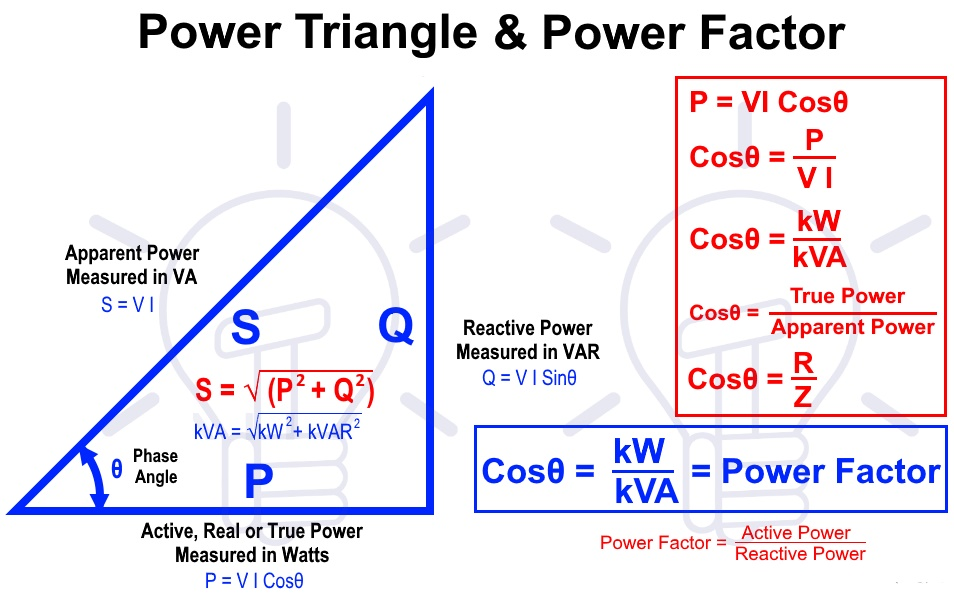 Power Triangle & Power Factor
Apparent Power
Measured in VA
S = V I
S
Q
S = √(P² + Q²)
kVA = √kW² + kVAR²
θ
Phase
Angle
P
Active, Real or True Power
Measured in Watts
P = V I Cosθ
Reactive Power
Measured in VAR
Q = V I Sinθ
P = VI Cosθ
Cosθ = P / V I
Cosθ = kW / kVA
Cosθ = True Power / Apparent Power
Cosθ = R / Z
Cosθ = kW / kVA = Power Factor
Power Factor = Active Power / Reactive Power